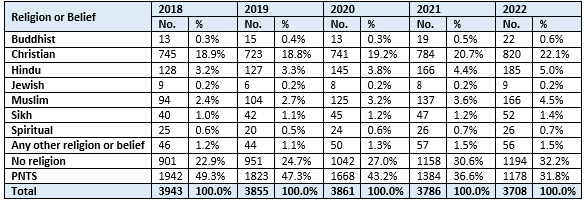 Religion or Belief 2018 2019 2020 2021 2022
No. % No. % No. % No. % No. %
Buddhist 13 0.3% 15 0.4% 13 0.3% 19 0.5% 22 0.6%
Christian 745 18.9% 723 18.8% 741 19.2% 784 20.7% 820 22.1%
Hindu 128 3.2% 127 3.3% 145 3.8% 166 4.4% 185 5.0%
Jewish 9 0.2% 6 0.2% 8 0.2% 8 0.2% 9 0.2%
Muslim 94 2.4% 104 2.7% 125 3.2% 137 3.6% 166 4.5%
Sikh 40 1.0% 42 1.1% 45 1.2% 47 1.2% 52 1.4%
Spiritual 25 0.6% 20 0.5% 24 0.6% 26 0.7% 26 0.7%
Any other religion or belief 46 1.2% 44 1.1% 50 1.3% 57 1.5% 56 1.5%
No religion 901 22.9% 951 24.7% 1042 27.0% 1158 30.6% 1194 32.2%
PNTS 1942 49.3% 1823 47.3% 1668 43.2% 1384 36.6% 1178 31.8%
Total 3943 100.0% 3855 100.0% 3861 100.0% 3786 100.0% 3708 100.0%